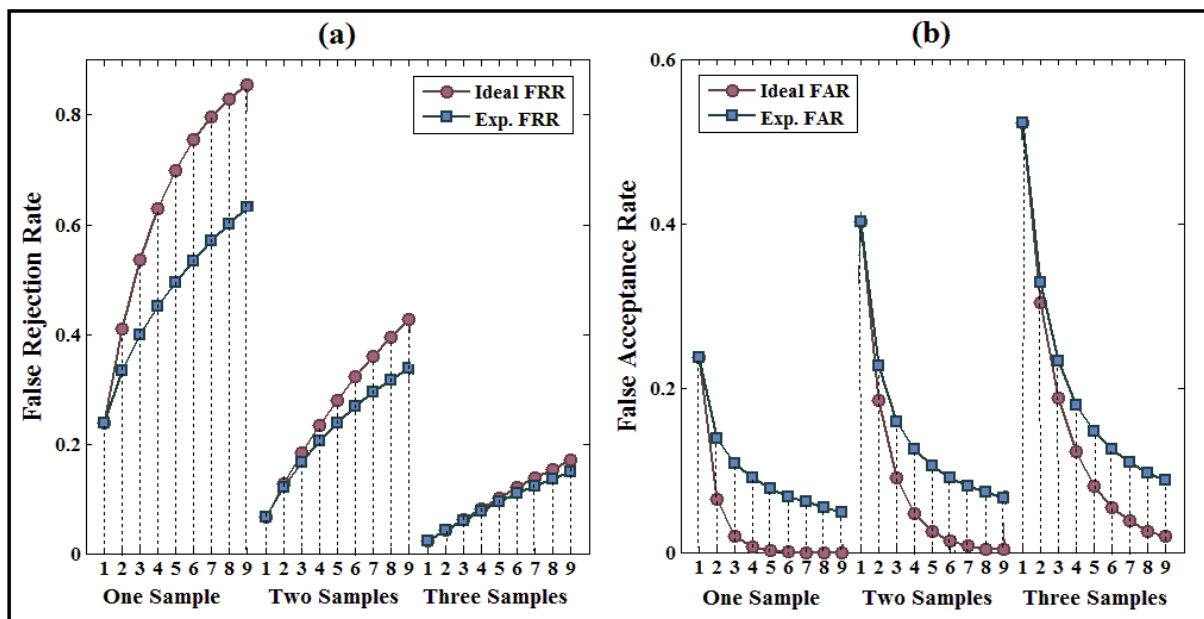 (a)
Ideal FRR
Exp. FRR
False Rejection Rate
0.8
0.6
0.4
0.2
0
1 2 3 4 5 6 7 8 9 1 2 3 4 5 6 7 8 9 1 2 3 4 5 6 7 8 9
One Sample Two Samples Three Samples
(b)
Ideal FAR
Exp. FAR
False Acceptance Rate
0.6
0.4
0.2
0
1 2 3 4 5 6 7 8 9 1 2 3 4 5 6 7 8 9 1 2 3 4 5 6 7 8 9
One Sample Two Samples Three Samples